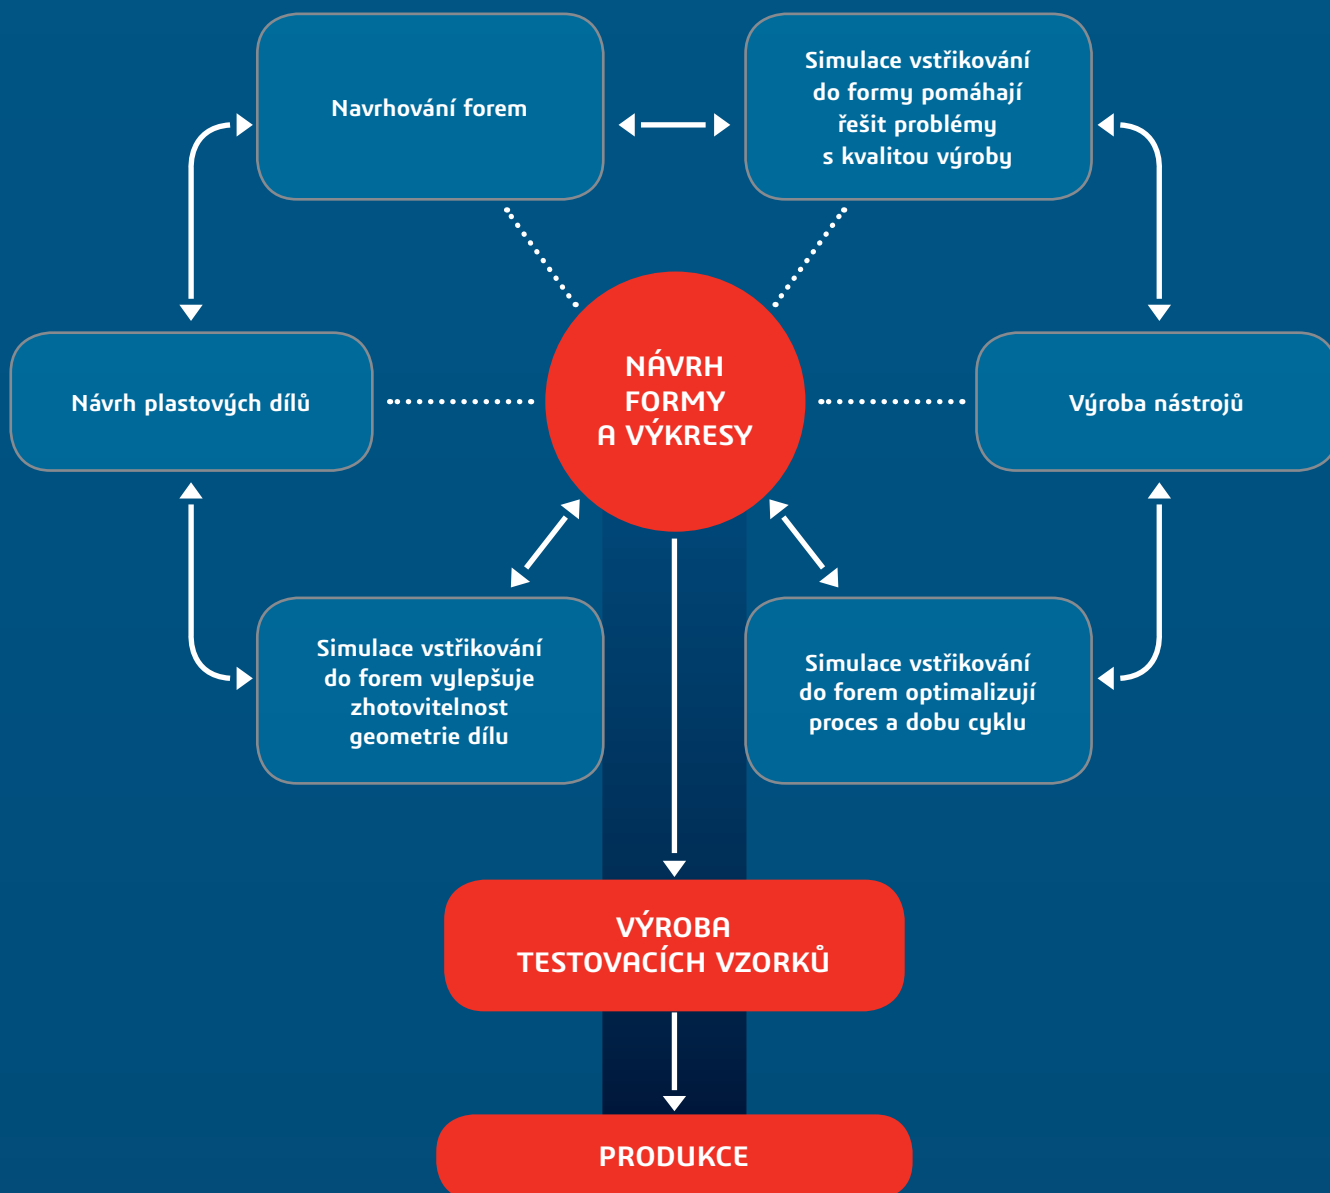 Navrhování forem
Simulace vstřikování
do formy pomáhají
řešit problémy
s kvalitou výroby
Návrh plastových dílů
NÁVRH
FORMY
A VÝKRESY
Výroba nástrojů
Simulace vstřikování
do forem vylepšuje
zhotovitelnost
geometrie dílu
Simulace vstřikování
do forem optimalizují
proces a dobu cyklu
VÝROBA
TESTOVACÍCH VZORKŮ
PRODUKCE